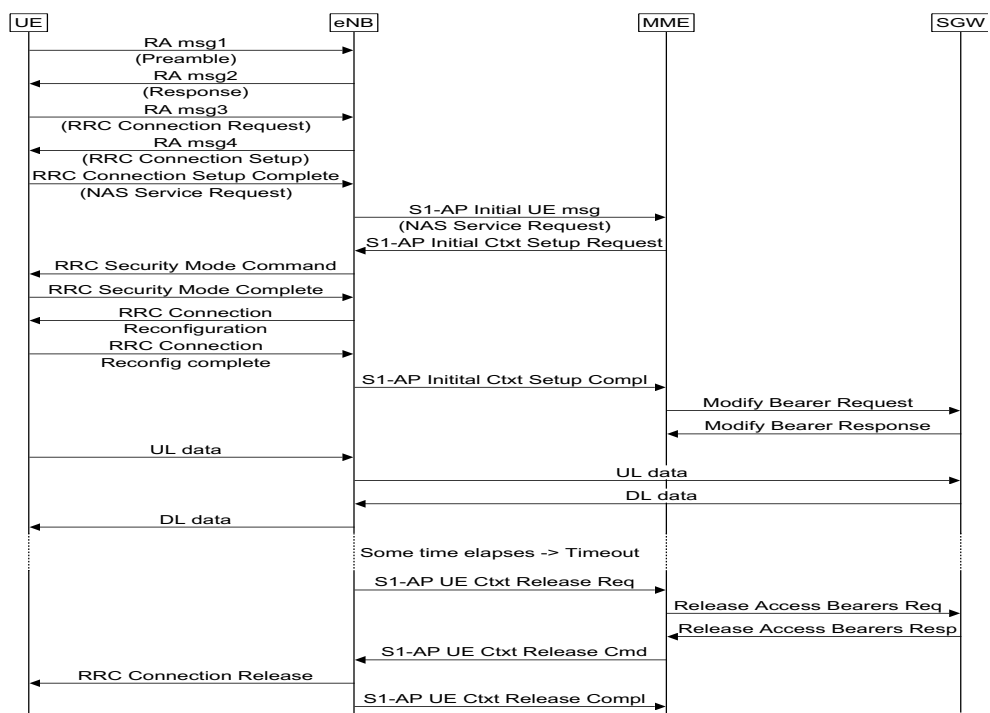 UE eNB MME SGW
RA msg1
(Preamble)
RA msg2
(Response)
RA msg3
(RRC Connection Request)
RA msg4
(RRC Connection Setup)
RRC Connection Setup Complete
(NAS Service Request)
S1-AP Initial UE msg
(NAS Service Request)
S1-AP Initial Ctxt Setup Request
RRC Security Mode Command
RRC Security Mode Complete
RRC Connection
Reconfiguration
RRC Connection
Reconfig complete
S1-AP Initital Ctxt Setup Compl
Modify Bearer Request
Modify Bearer Response
UL data
UL data
DL data
DL data
Some time elapses -> Timeout
S1-AP UE Ctxt Release Req
Release Access Bearers Req
Release Access Bearers Resp
S1-AP UE Ctxt Release Cmd
RRC Connection Release
S1-AP UE Ctxt Release Compl